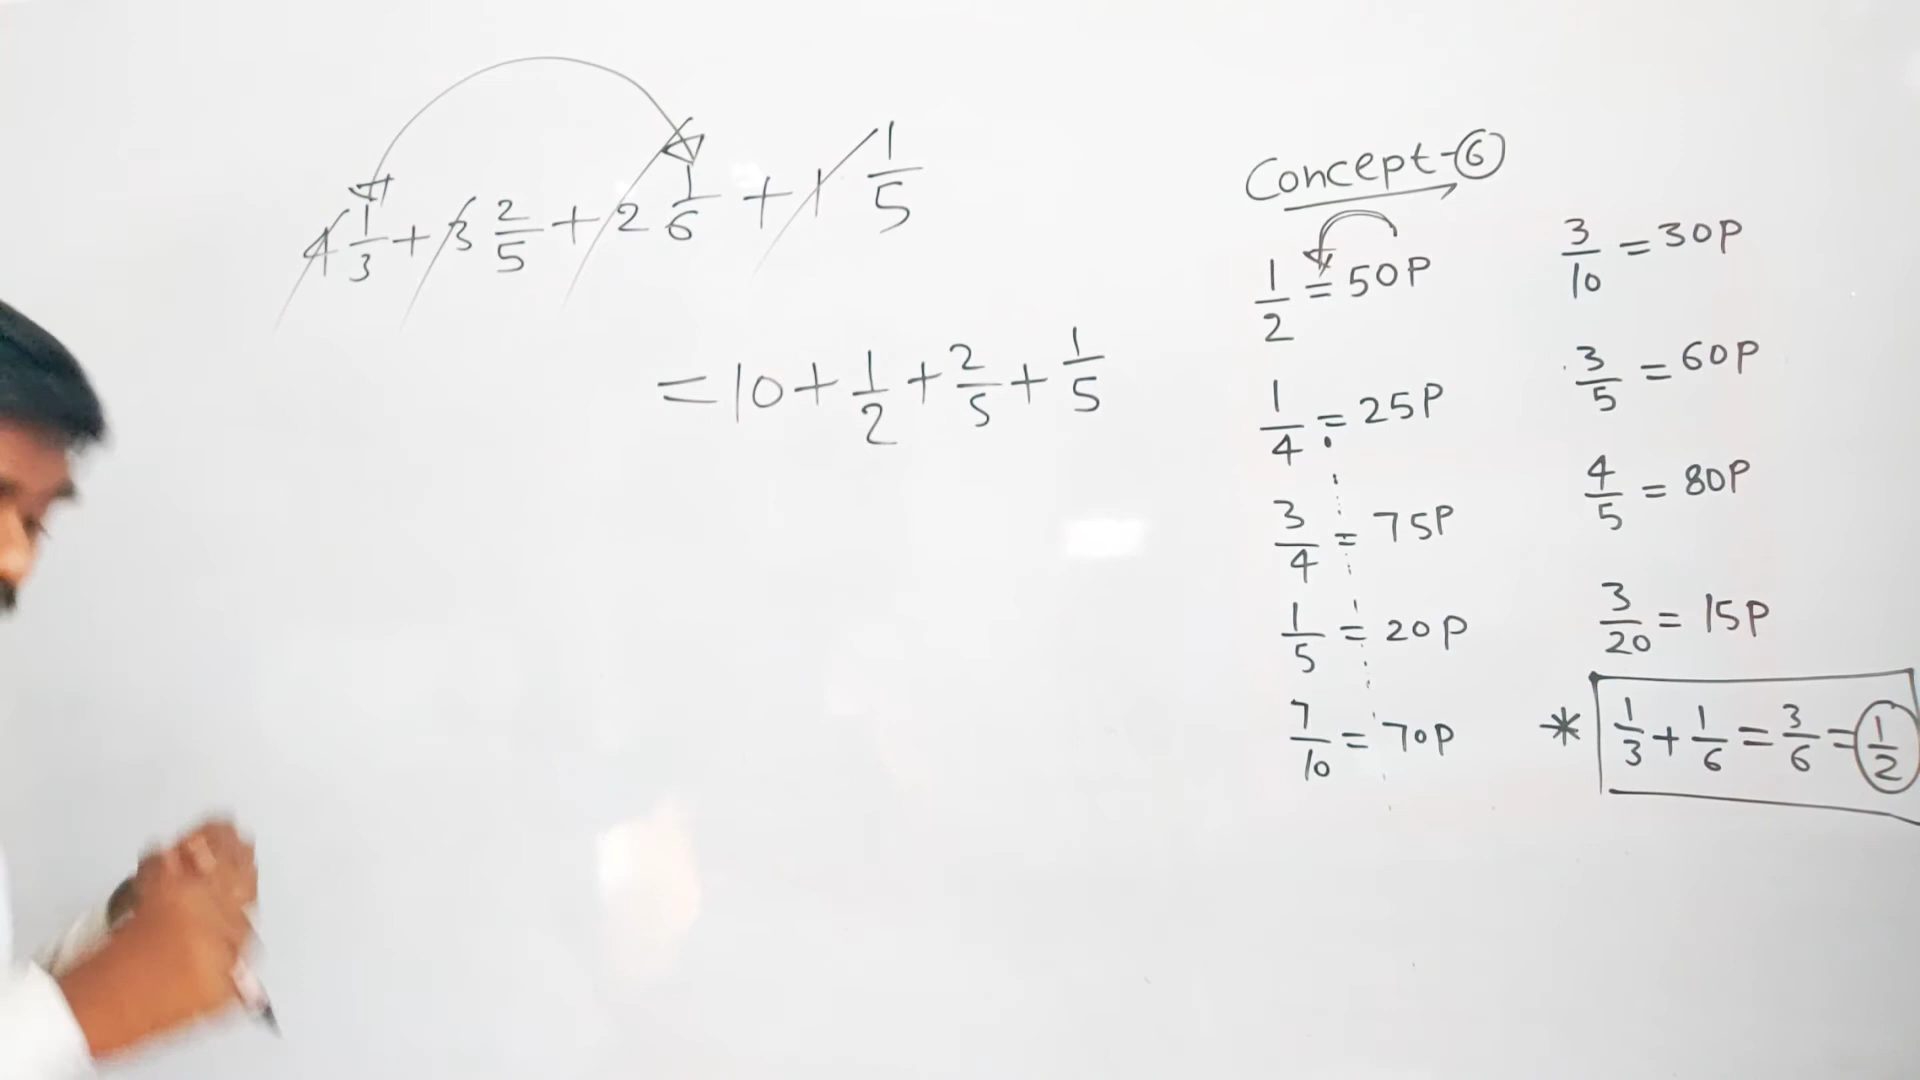 4 1/3 + 3 2/5 + 2 1/6 + 1 1/5
= 10 + 1/2 + 2/5 + 1/5
Concept-6
1/2 = 50P
1/4 = 25P
3/4 = 75P
1/5 = 20P
7/10 = 70P
3/10 = 30P
3/5 = 60P
4/5 = 80P
3/20 = 15P
* 1/3 + 1/6 = 3/6 = 1/2